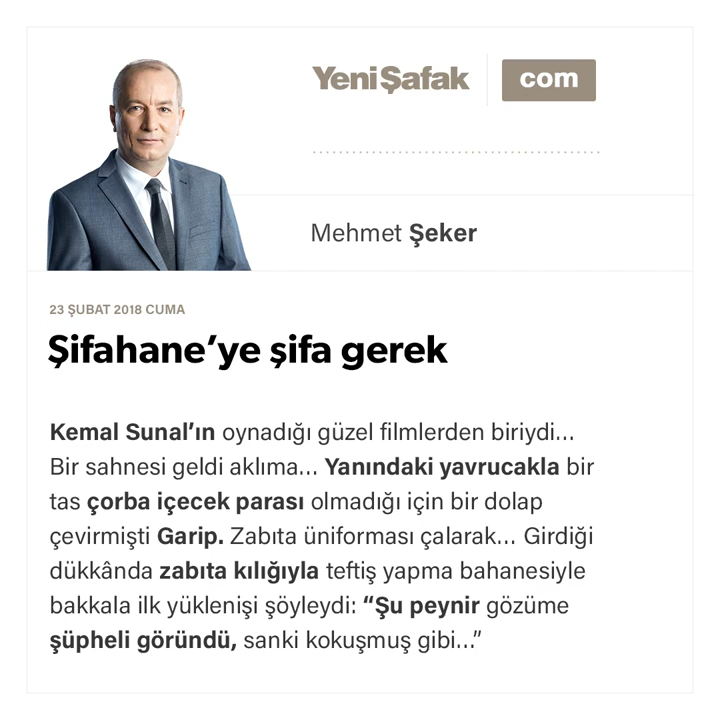 YeniŞafak com
Mehmet Şeker
23 ŞUBAT 2018 CUMA
Şifahane’ye şifa gerek
Kemal Sunal’ın oynadığı güzel filmlerden biriydi...
Bir sahnesi geldi aklıma... Yanındaki yavrucakla bir
tas çorba içecek parası olmadığı için bir dolap
çevirmişti Garip. Zabıta üniforması çalarak... Girdiği
dükkânda zabıta kılığıyla teftiş yapma bahanesiyle
bakkala ilk yüklenişi şöyleydi: “Şu peynir gözüme
şüpheli göründü, sanki kokuşmuş gibi...”